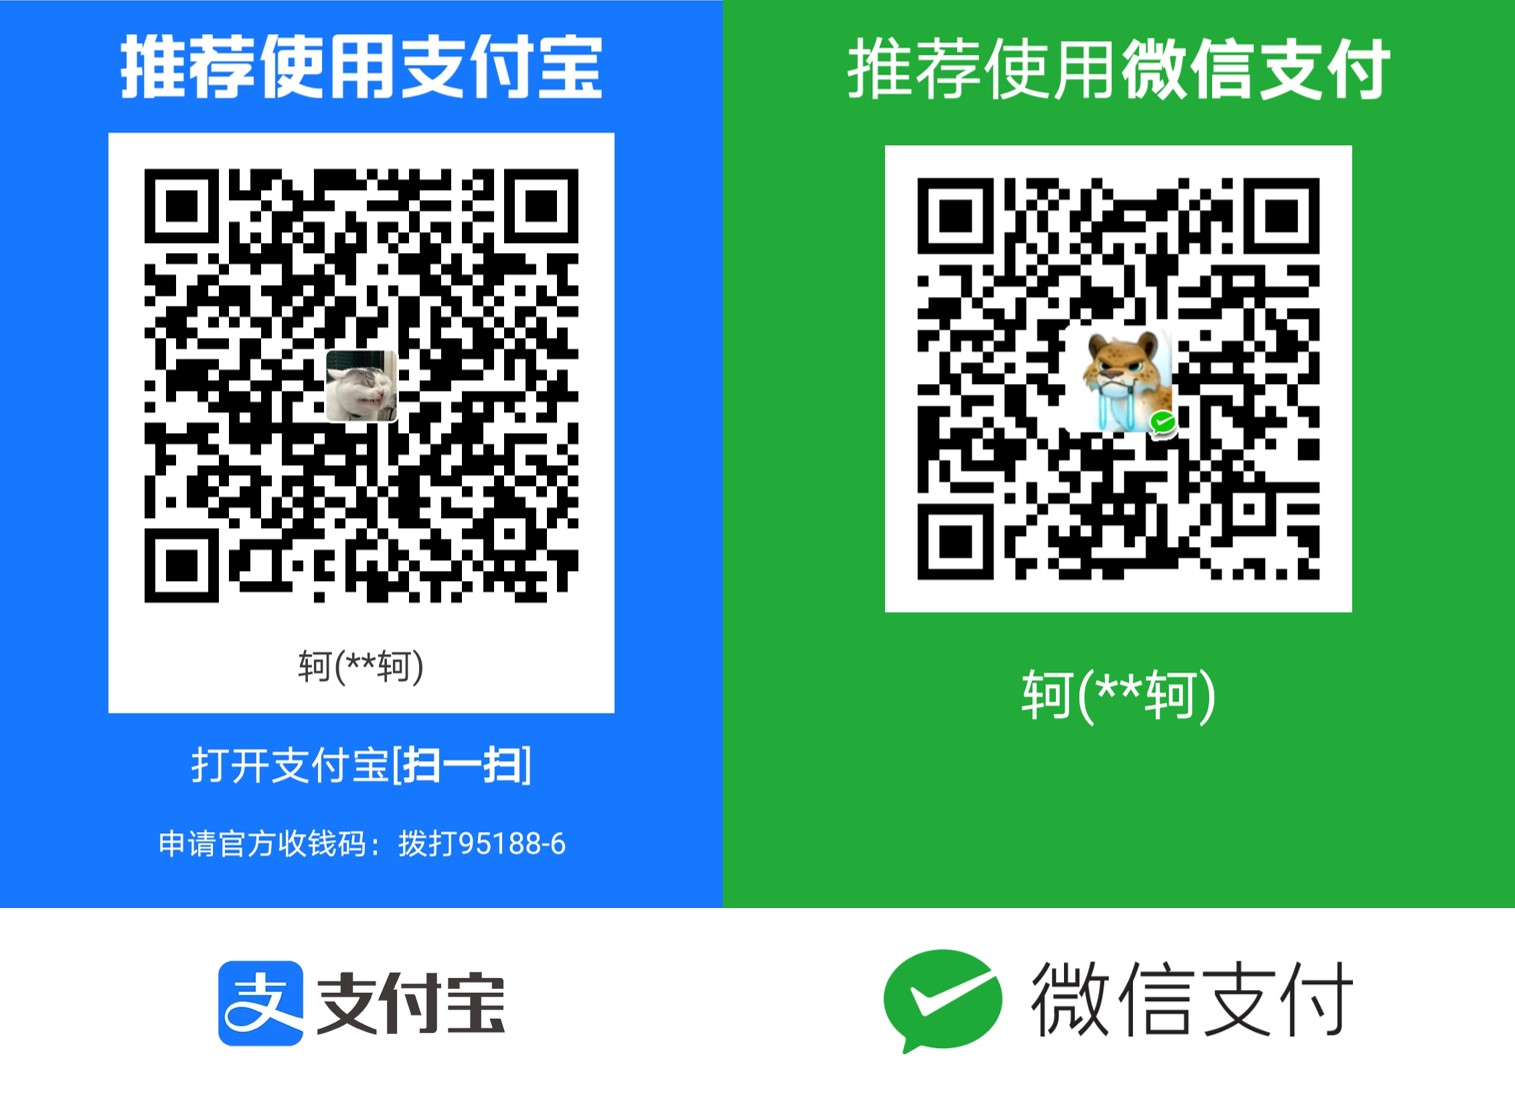 推荐使用支付宝
轲(**轲)
打开支付宝[扫一扫]
申请官方收钱码：拨打95188-6
支 支付宝
推荐使用微信支付
轲(**轲)
微信支付